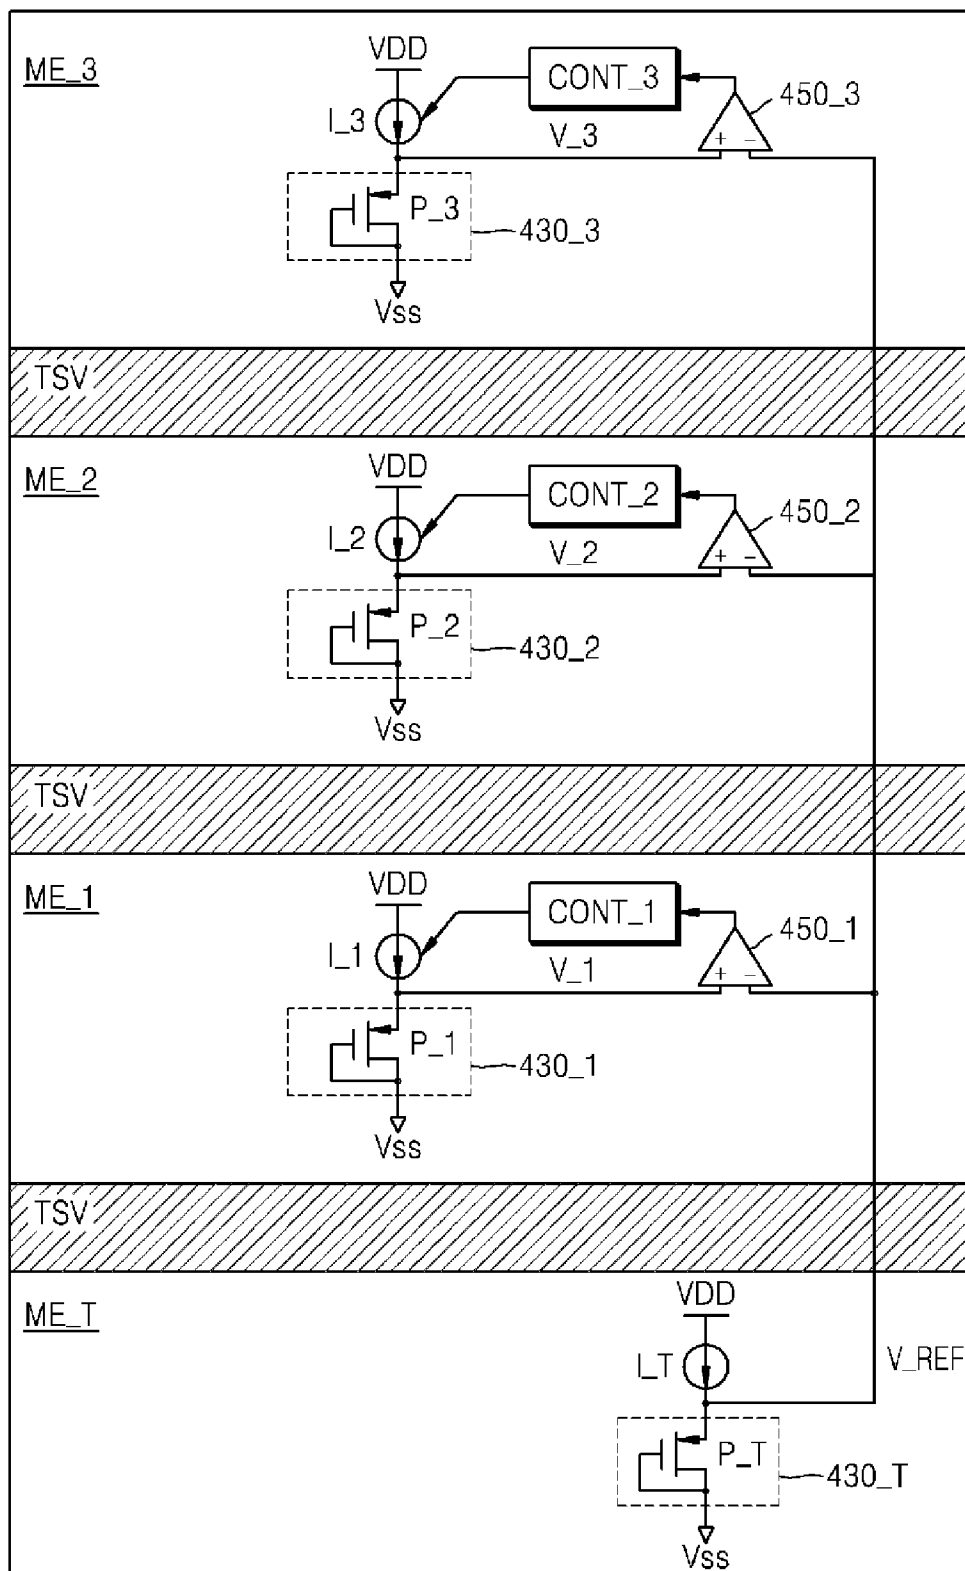 ME_3
VDD
CONT_3
450_3
I_3
V_3
+ −
P_3
430_3
Vss
TSV
ME_2
VDD
CONT_2
450_2
I_2
V_2
+ −
P_2
430_2
Vss
TSV
ME_1
VDD
CONT_1
450_1
I_1
V_1
+ −
P_1
430_1
Vss
TSV
ME_T
VDD
I_T
V_REF
P_T
430_T
Vss